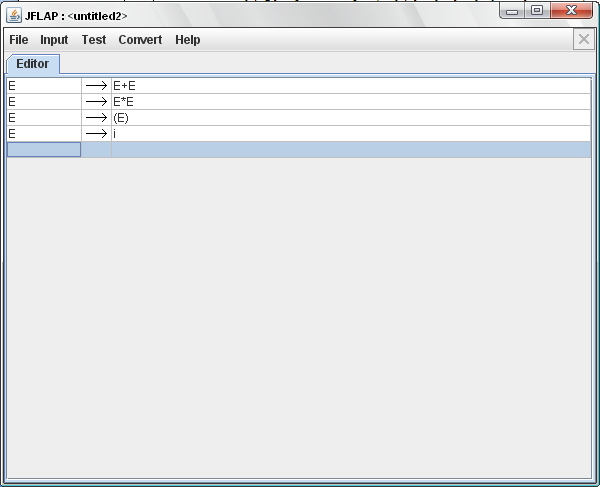 JFLAP : <untitled2>
File Input Test Convert Help
Editor
E → E+E
E → E*E
E → (E)
E → i